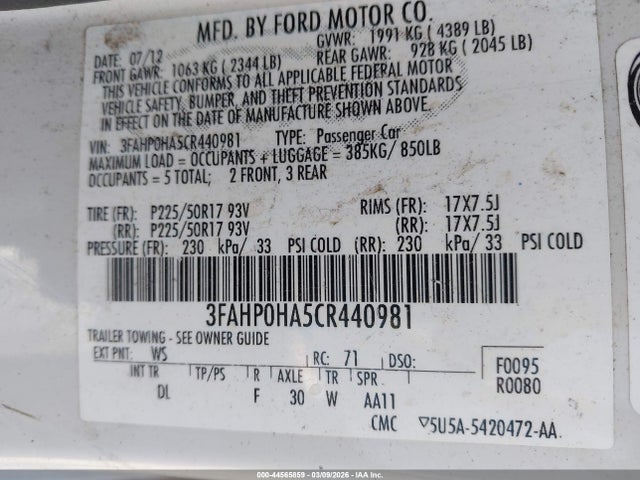 MFD. BY FORD MOTOR CO.
DATE: 07/12 GVWR: 1991 KG ( 4389 LB)
FRONT GAWR: 1063 KG ( 2344 LB) REAR GAWR: 928 KG ( 2045 LB)
THIS VEHICLE CONFORMS TO ALL APPLICABLE FEDERAL MOTOR
VEHICLE SAFETY, BUMPER, AND THEFT PREVENTION STANDARDS
IN EFFECT ON THE DATE OF MANUFACTURE SHOWN ABOVE.
VIN: 3FAHP0HA5CR440981 TYPE: Passenger Car
MAXIMUM LOAD = OCCUPANTS + LUGGAGE = 385KG/ 850LB
OCCUPANTS = 5 TOTAL; 2 FRONT, 3 REAR
TIRE (FR): P225/50R17 93V RIMS (FR): 17X7.5J
(RR): P225/50R17 93V (RR): 17X7.5J
PRESSURE (FR): 230 kPa/ 33 PSI COLD (RR): 230 kPa/ 33 PSI COLD
3FAHP0HA5CR440981
TRAILER TOWING - SEE OWNER GUIDE
EXT PNT: WS RC: 71 DSO: F0095
INT TR TP/PS R AXLE TR SPR R0080
DL F 30 W AA11
CMC ▽5U5A-5420472-AA
000-44565859 | 03/09/2026 — IAA, Inc.